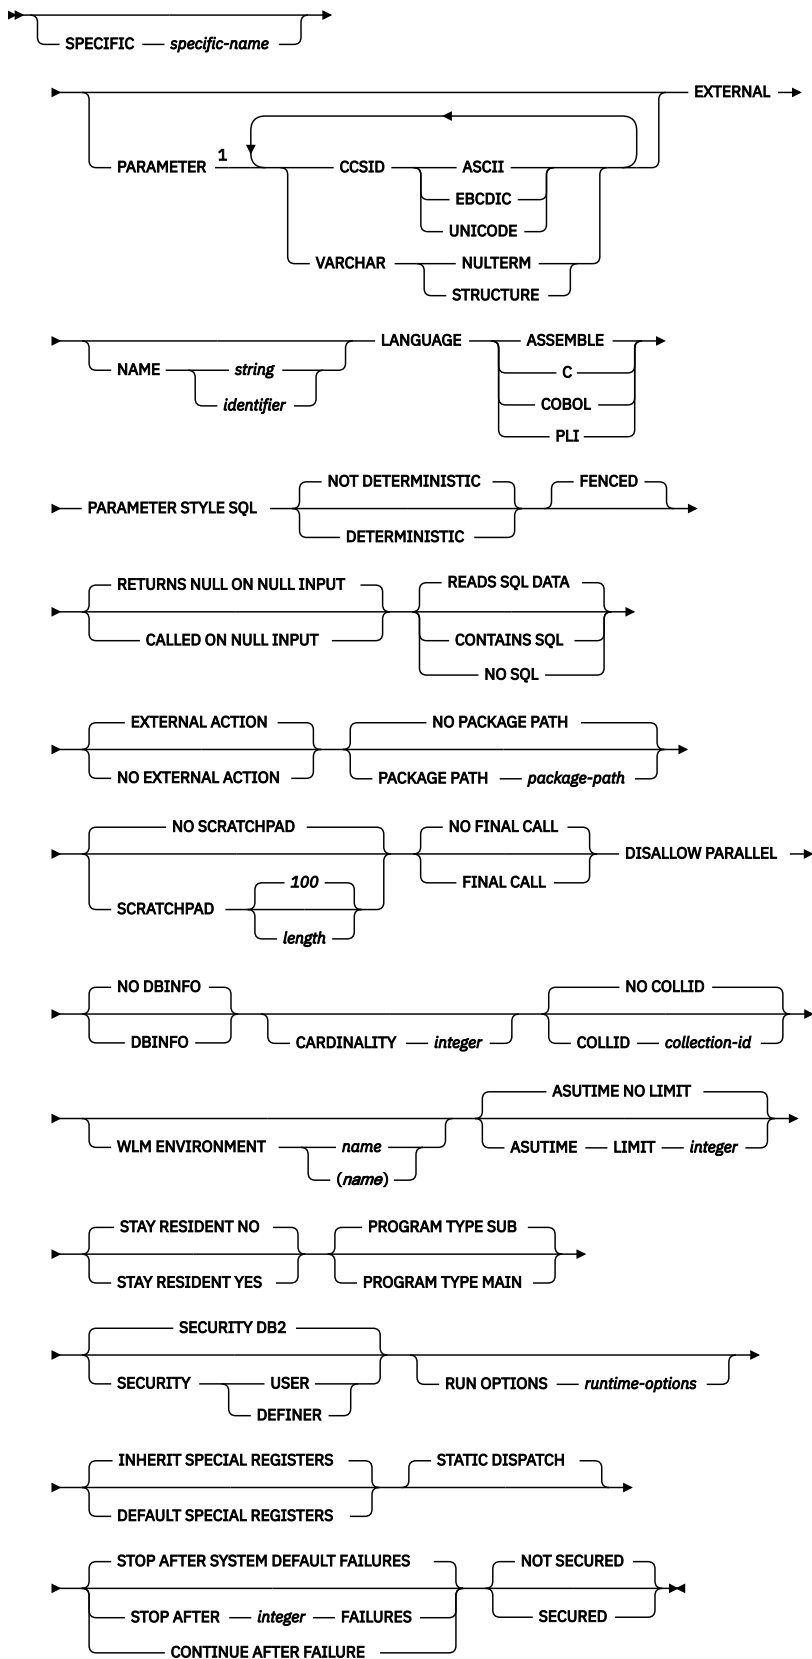 SPECIFIC specific-name
EXTERNAL
PARAMETER 1 CCSID ASCII
EBCDIC
UNICODE
VARCHAR NULTERM
STRUCTURE
LANGUAGE ASSEMBLE
NAME string C
identifier COBOL
PLI
NOT DETERMINISTIC FENCED
PARAMETER STYLE SQL
DETERMINISTIC
RETURNS NULL ON NULL INPUT READS SQL DATA
CALLED ON NULL INPUT CONTAINS SQL
NO SQL
EXTERNAL ACTION NO PACKAGE PATH
NO EXTERNAL ACTION PACKAGE PATH package-path
NO SCRATCHPAD NO FINAL CALL
DISALLOW PARALLEL
100 FINAL CALL
SCRATCHPAD
length
NO DBINFO NO COLLID
DBINFO CARDINALITY integer COLLID collection-id
ASUTIME NO LIMIT
WLM ENVIRONMENT name ASUTIME LIMIT integer
(name)
STAY RESIDENT NO PROGRAM TYPE SUB
STAY RESIDENT YES PROGRAM TYPE MAIN
SECURITY DB2
SECURITY USER RUN OPTIONS runtime-options
DEFINER
INHERIT SPECIAL REGISTERS STATIC DISPATCH
DEFAULT SPECIAL REGISTERS
STOP AFTER SYSTEM DEFAULT FAILURES NOT SECURED
STOP AFTER integer FAILURES SECURED
CONTINUE AFTER FAILURE